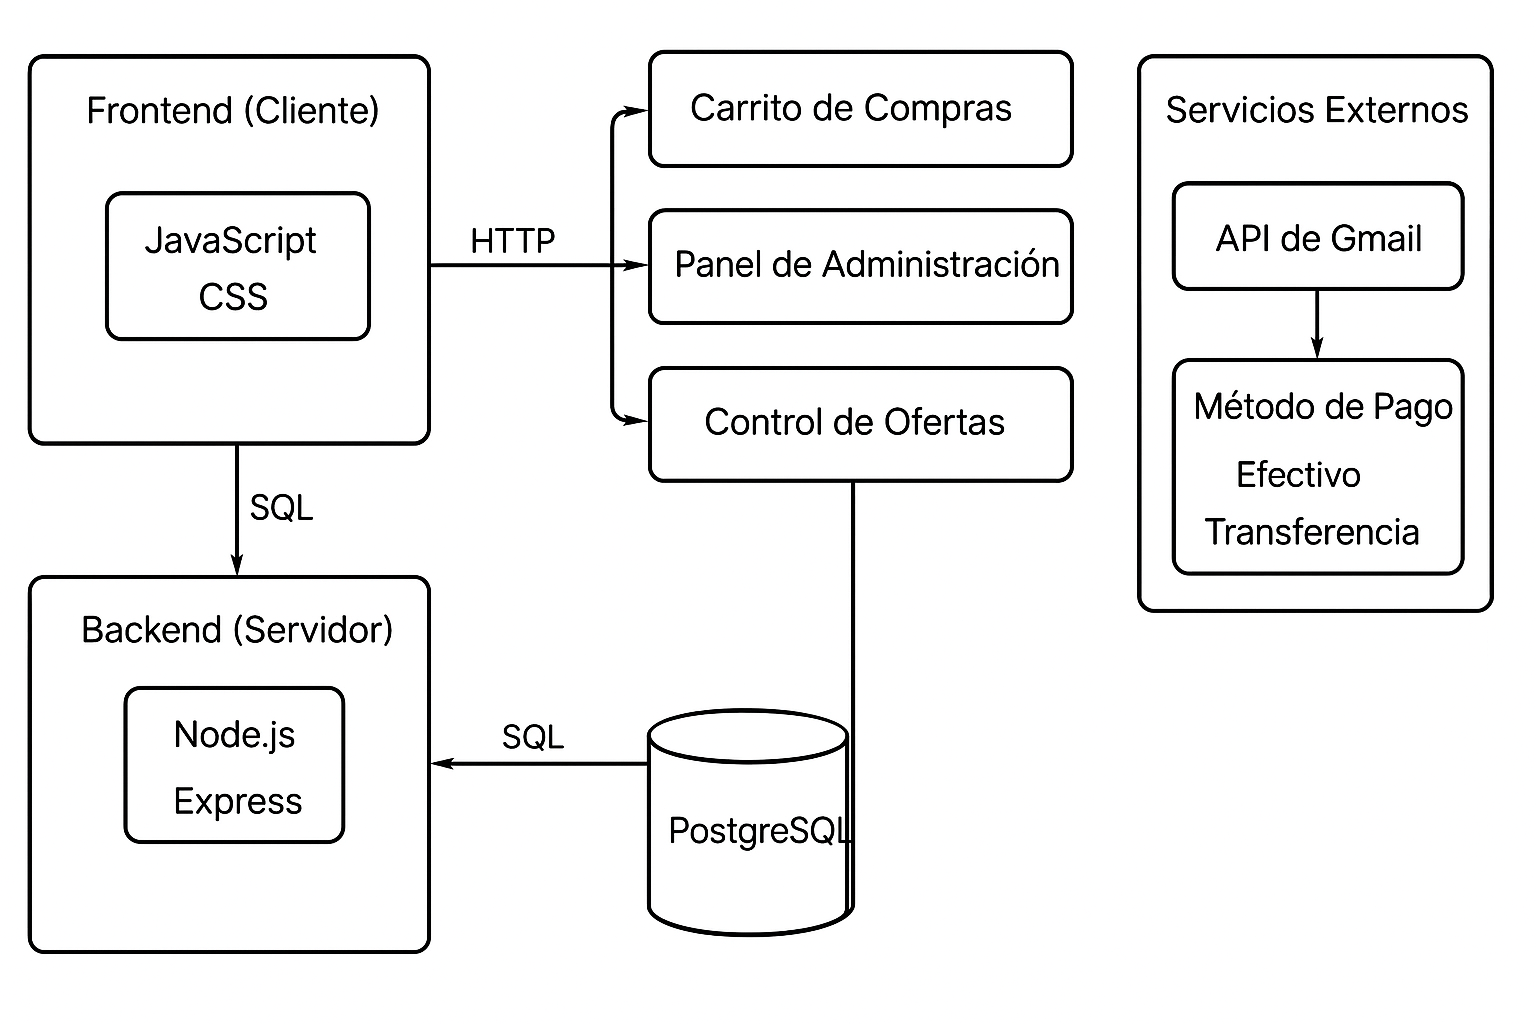 Frontend (Cliente)
JavaScript
CSS
HTTP
Carrito de Compras
Panel de Administración
Control de Ofertas
Servicios Externos
API de Gmail
Método de Pago
Efectivo
Transferencia
SQL
Backend (Servidor)
Node.js
Express
SQL
PostgreSQL